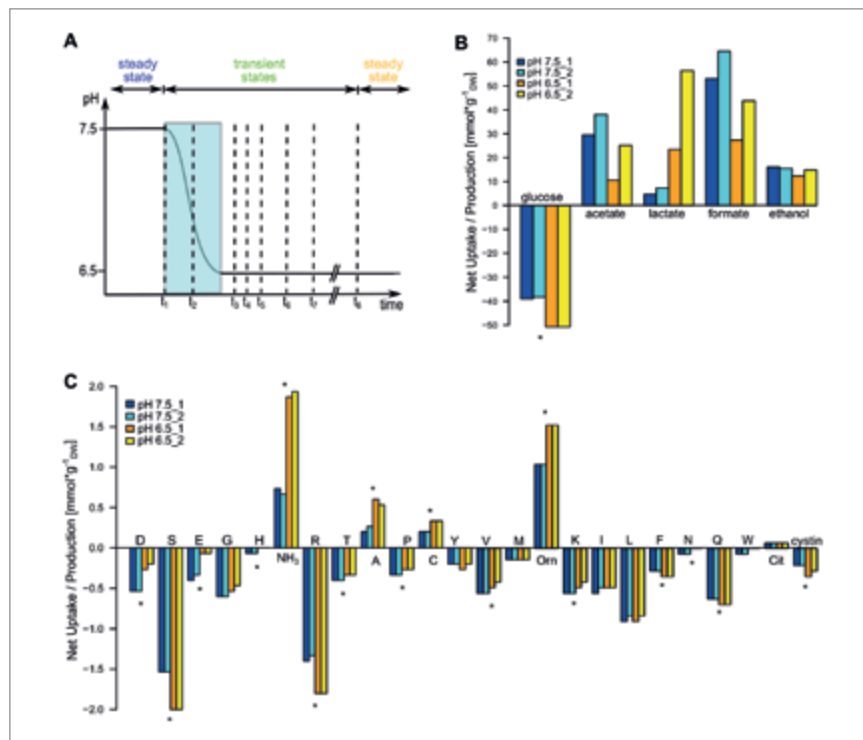 A
steady state
transient states
steady state
pH
7.5
6.5
t1 t2 t3 t4 t5 t6 t7 t8 time
B
Net Uptake / Production [mmol*g-1DW]
70
60
50
40
30
20
10
0
−10
−20
−30
−40
−50
pH 7.5_1
pH 7.5_2
pH 6.5_1
pH 6.5_2
glucose
acetate lactate formate ethanol
*
C
Net Uptake / Production [mmol*g-1DW]
2.0
1.5
1.0
0.5
0.0
−0.5
−1.0
−1.5
−2.0
pH 7.5_1
pH 7.5_2
pH 6.5_1
pH 6.5_2
D S E G H NH3 R T A P C Y V M Orn K I L F N Q W Cit cystin
* * * * * * * * * * * * * * * * *